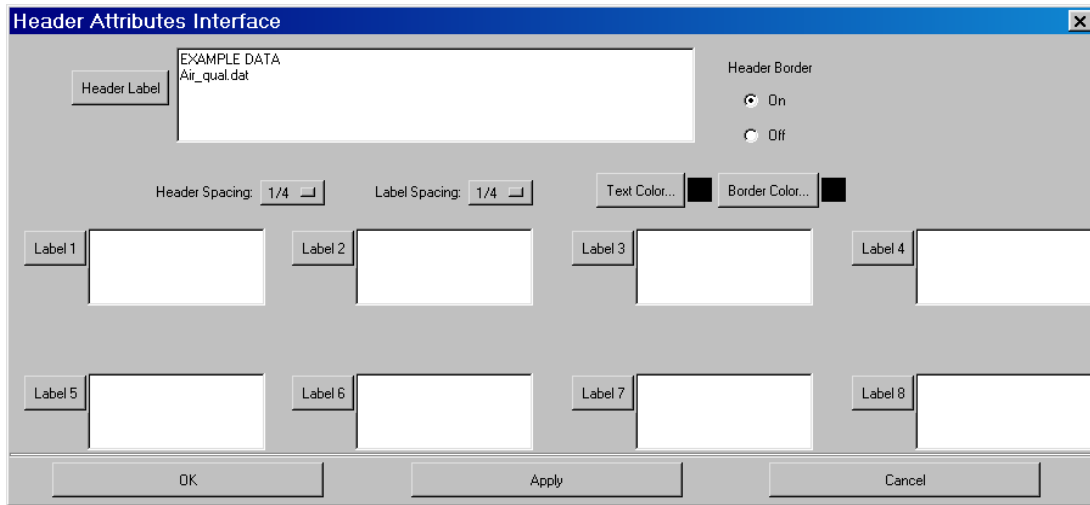 Header Attributes Interface
Header Label
EXAMPLE DATA
Air_qual.dat
Header Border
On
Off
Header Spacing: 1/4
Label Spacing: 1/4
Text Color...
Border Color...
Label 1
Label 2
Label 3
Label 4
Label 5
Label 6
Label 7
Label 8
OK
Apply
Cancel